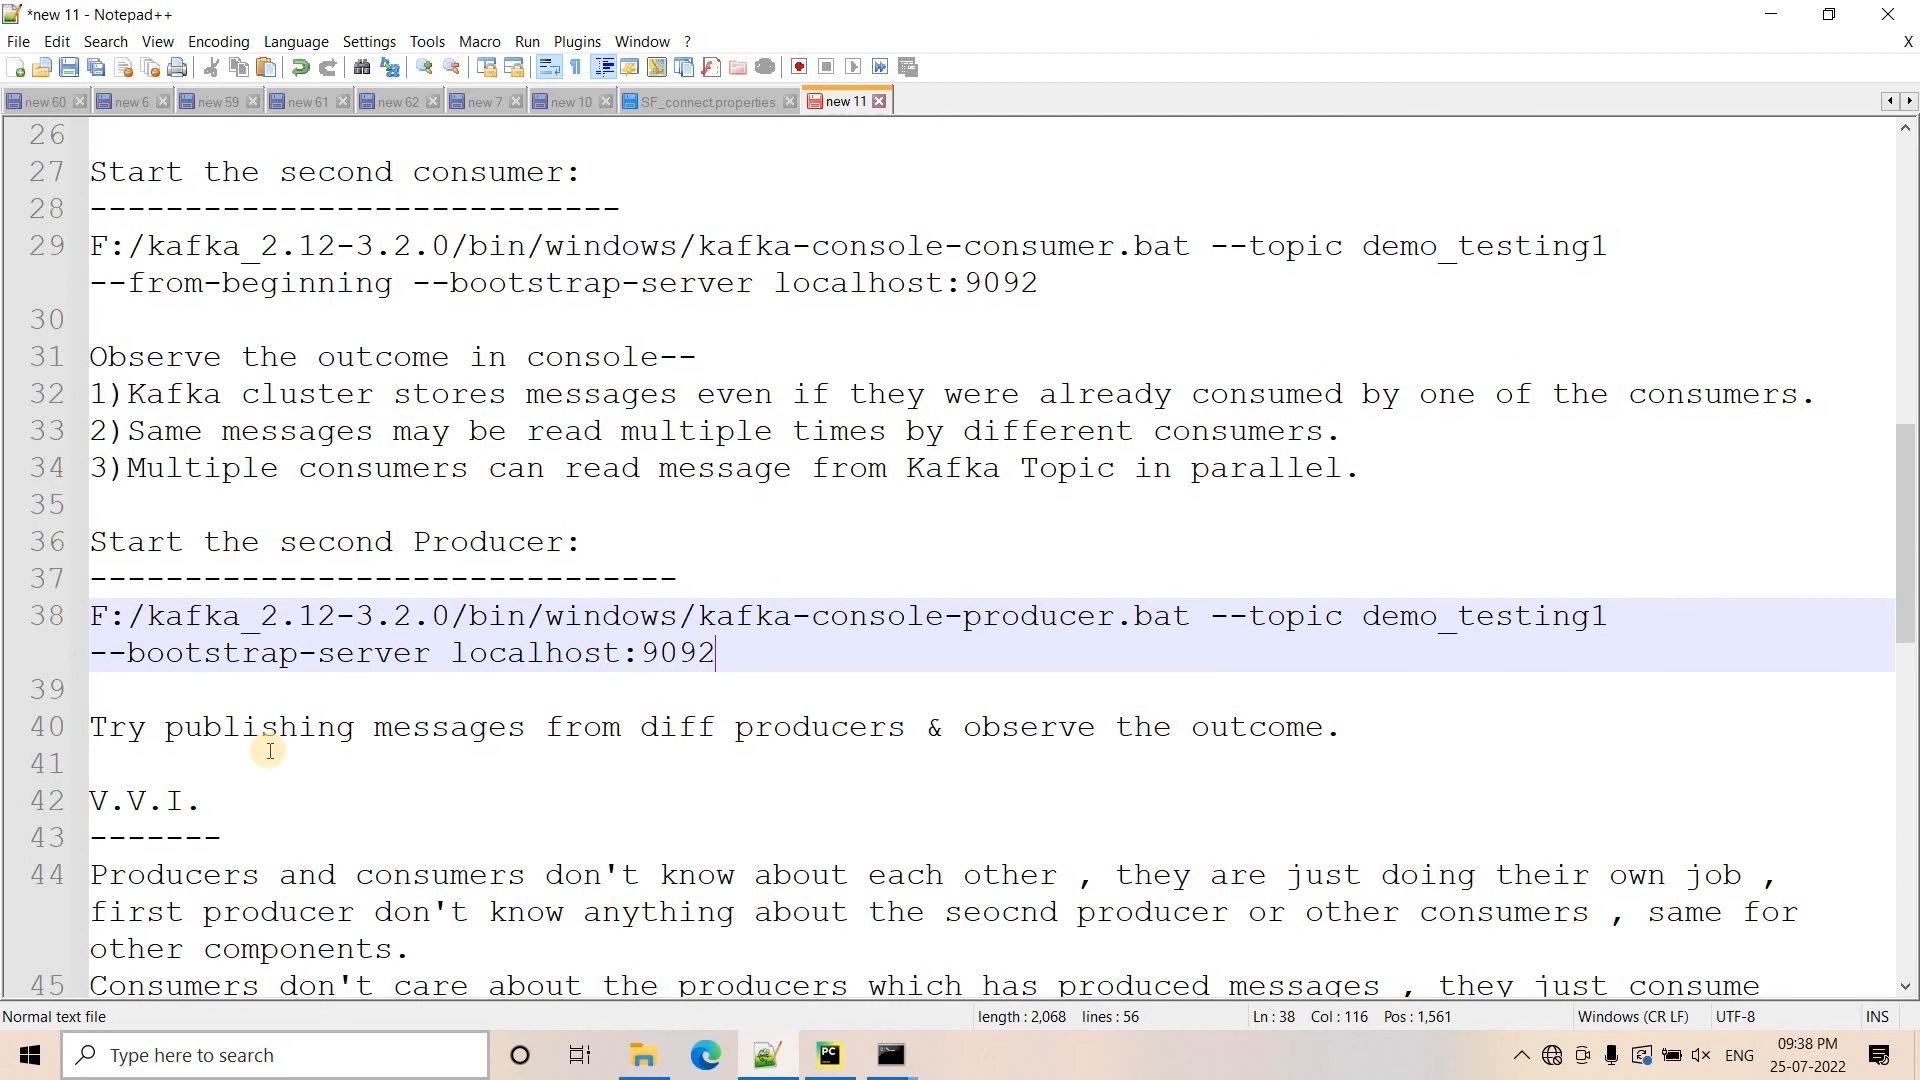 *new 11 - Notepad++
File Edit Search View Encoding Language Settings Tools Macro Run Plugins Window ? X
new 60 new 6 new 59 new 61 new 62 new 7 new 10 SF_connect.properties new 11
26
27 Start the second consumer:
28 ----------------------------
29 F:/kafka_2.12-3.2.0/bin/windows/kafka-console-consumer.bat --topic demo_testing1
--from-beginning --bootstrap-server localhost:9092
30
31 Observe the outcome in console--
32 1)Kafka cluster stores messages even if they were already consumed by one of the consumers.
33 2)Same messages may be read multiple times by different consumers.
34 3)Multiple consumers can read message from Kafka Topic in parallel.
35
36 Start the second Producer:
37 -------------------------------
38 F:/kafka_2.12-3.2.0/bin/windows/kafka-console-producer.bat --topic demo_testing1
--bootstrap-server localhost:9092
39
40 Try publishing messages from diff producers & observe the outcome.
41
42 V.V.I.
43 -------
44 Producers and consumers don't know about each other , they are just doing their own job ,
first producer don't know anything about the seocnd producer or other consumers , same for
other components.
45 Consumers don't care about the producers which has produced messages , they just consume
Normal text file length : 2,068 lines : 56 Ln : 38 Col : 116 Pos : 1,561 Windows (CR LF) UTF-8 INS
Type here to search PC ENG 09:38 PM
25-07-2022